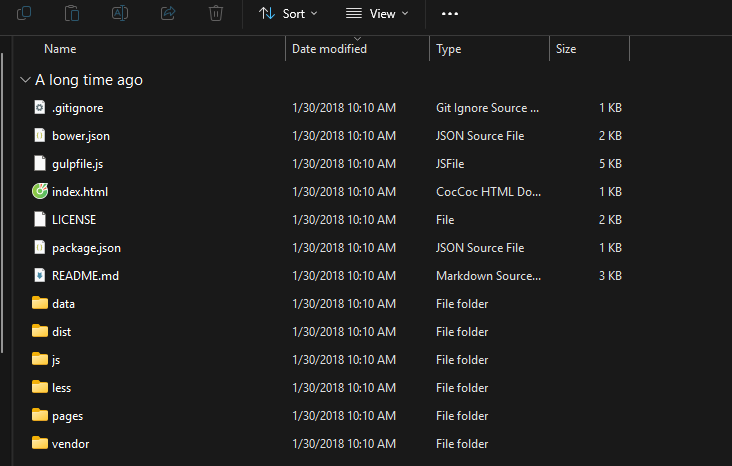 Sort View
Name Date modified Type Size
A long time ago
.gitignore 1/30/2018 10:10 AM Git Ignore Source ... 1 KB
bower.json 1/30/2018 10:10 AM JSON Source File 2 KB
gulpfile.js 1/30/2018 10:10 AM JSFile 5 KB
index.html 1/30/2018 10:10 AM CocCoc HTML Do... 1 KB
LICENSE 1/30/2018 10:10 AM File 2 KB
package.json 1/30/2018 10:10 AM JSON Source File 1 KB
README.md 1/30/2018 10:10 AM Markdown Source... 3 KB
data 1/30/2018 10:10 AM File folder
dist 1/30/2018 10:10 AM File folder
js 1/30/2018 10:10 AM File folder
less 1/30/2018 10:10 AM File folder
pages 1/30/2018 10:10 AM File folder
vendor 1/30/2018 10:10 AM File folder